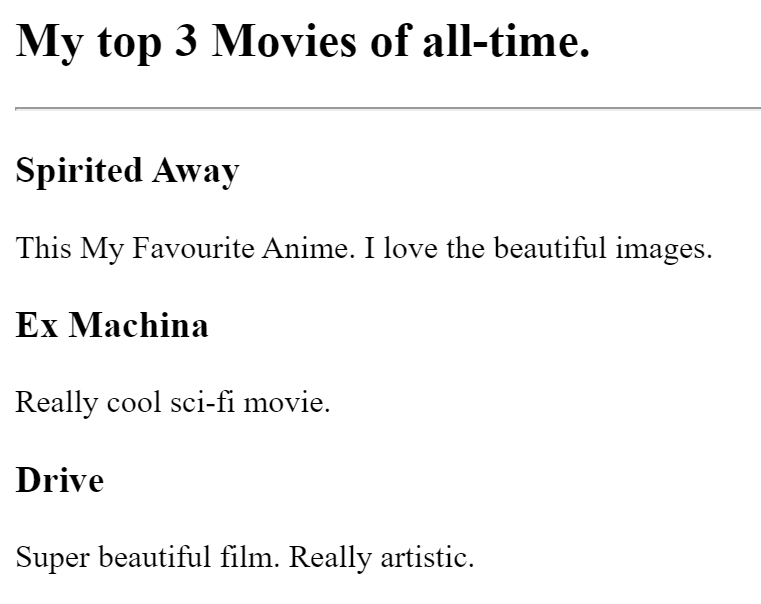 My top 3 Movies of all-time.
Spirited Away
This My Favourite Anime. I love the beautiful images.
Ex Machina
Really cool sci-fi movie.
Drive
Super beautiful film. Really artistic.